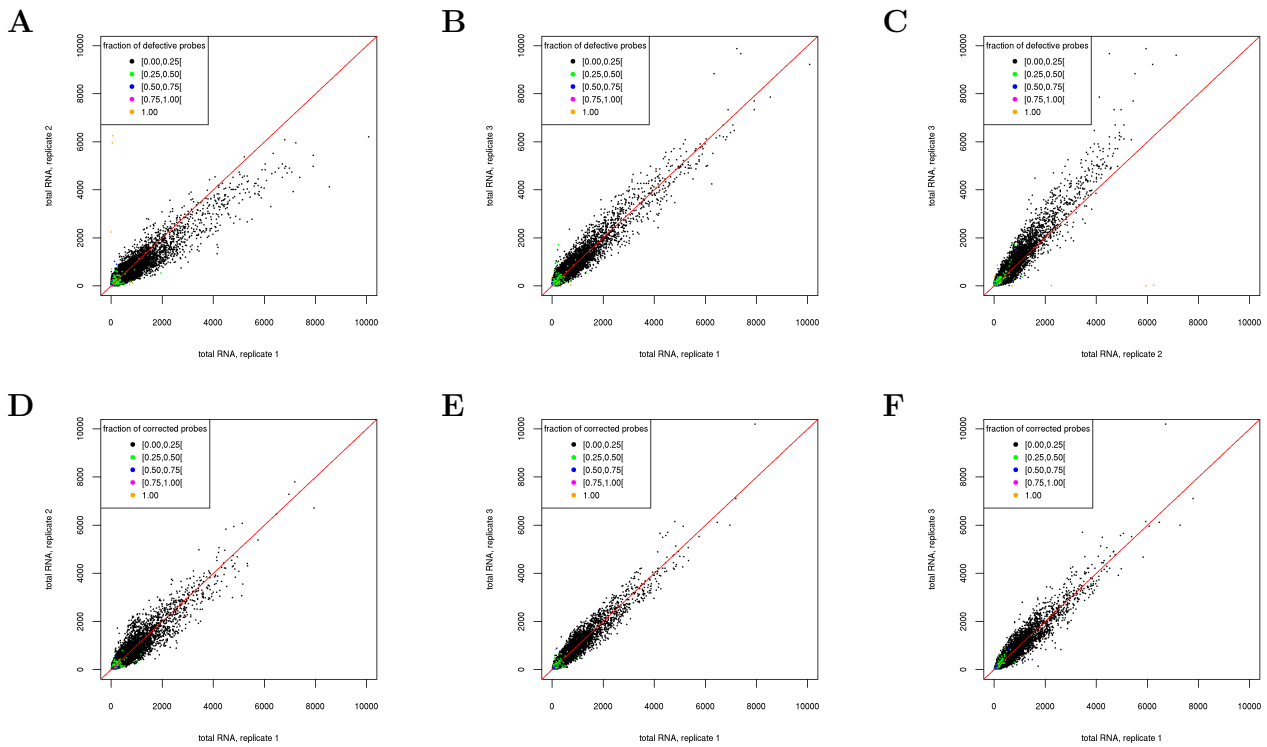 A
fraction of defective probes
[0.00,0.25[
[0.25,0.50[
[0.50,0.75[
[0.75,1.00[
1.00
total RNA, replicate 2
0
2000
4000
6000
8000
10000
0 2000 4000 6000 8000 10000
total RNA, replicate 1
B
fraction of defective probes
[0.00,0.25[
[0.25,0.50[
[0.50,0.75[
[0.75,1.00[
1.00
total RNA, replicate 3
0
2000
4000
6000
8000
10000
0 2000 4000 6000 8000 10000
total RNA, replicate 1
C
fraction of defective probes
[0.00,0.25[
[0.25,0.50[
[0.50,0.75[
[0.75,1.00[
1.00
total RNA, replicate 3
0
2000
4000
6000
8000
10000
0 2000 4000 6000 8000 10000
total RNA, replicate 2
D
fraction of corrected probes
[0.00,0.25[
[0.25,0.50[
[0.50,0.75[
[0.75,1.00[
1.00
total RNA, replicate 2
0
2000
4000
6000
8000
10000
0 2000 4000 6000 8000 10000
total RNA, replicate 1
E
fraction of corrected probes
[0.00,0.25[
[0.25,0.50[
[0.50,0.75[
[0.75,1.00[
1.00
total RNA, replicate 3
0
2000
4000
6000
8000
10000
0 2000 4000 6000 8000 10000
total RNA, replicate 1
F
fraction of corrected probes
[0.00,0.25[
[0.25,0.50[
[0.50,0.75[
[0.75,1.00[
1.00
total RNA, replicate 3
0
2000
4000
6000
8000
10000
0 2000 4000 6000 8000 10000
total RNA, replicate 1